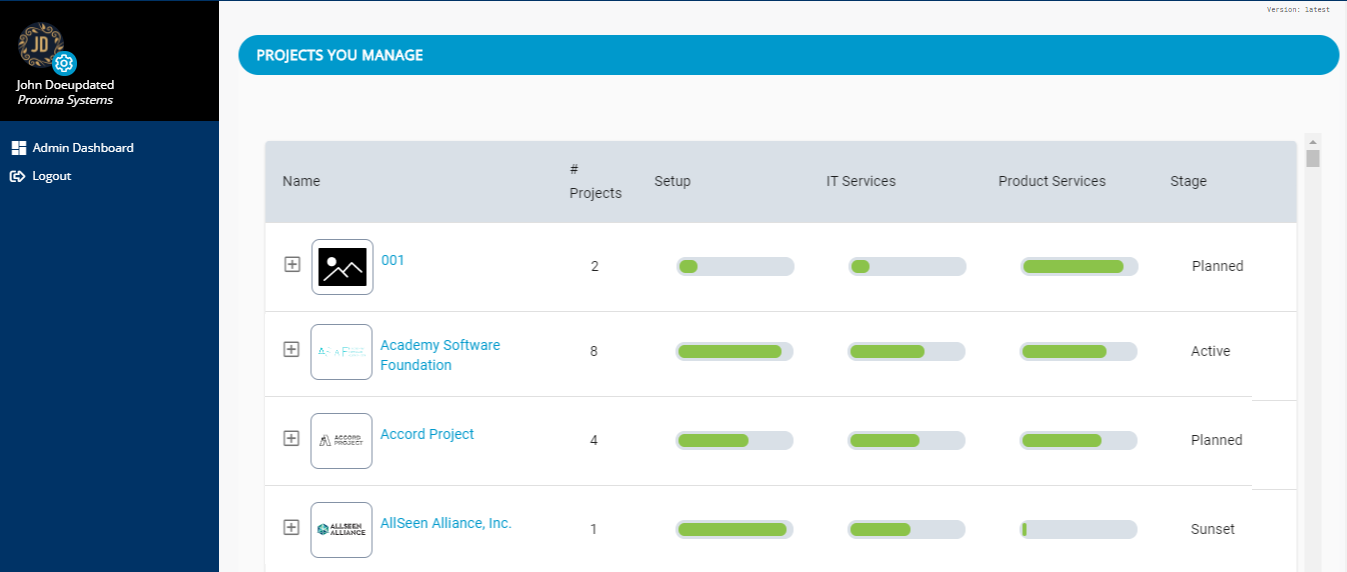 Version: latest
JD
PROJECTS YOU MANAGE
John Doeupdated
Proxima Systems
Admin Dashboard
Logout
Name
#
Projects
Setup
IT Services
Product Services
Stage
001
2
Planned
Academy Software
Foundation
8
Active
ACCORD
PROJECT
Accord Project
4
Planned
ALLSEEN
ALLIANCE
AllSeen Alliance, Inc.
1
Sunset